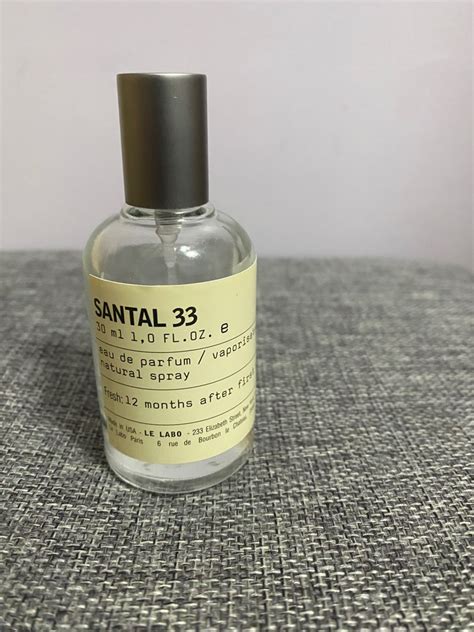 SANTAL 33
30 ml 1,0 FL.OZ. e
eau de parfum / vaporisa
natural spray
fresh: 12 months after first
made in USA - LE LABO - 233 Elizabeth Street, New
Labo Paris 6 rue de Bourbon le Château